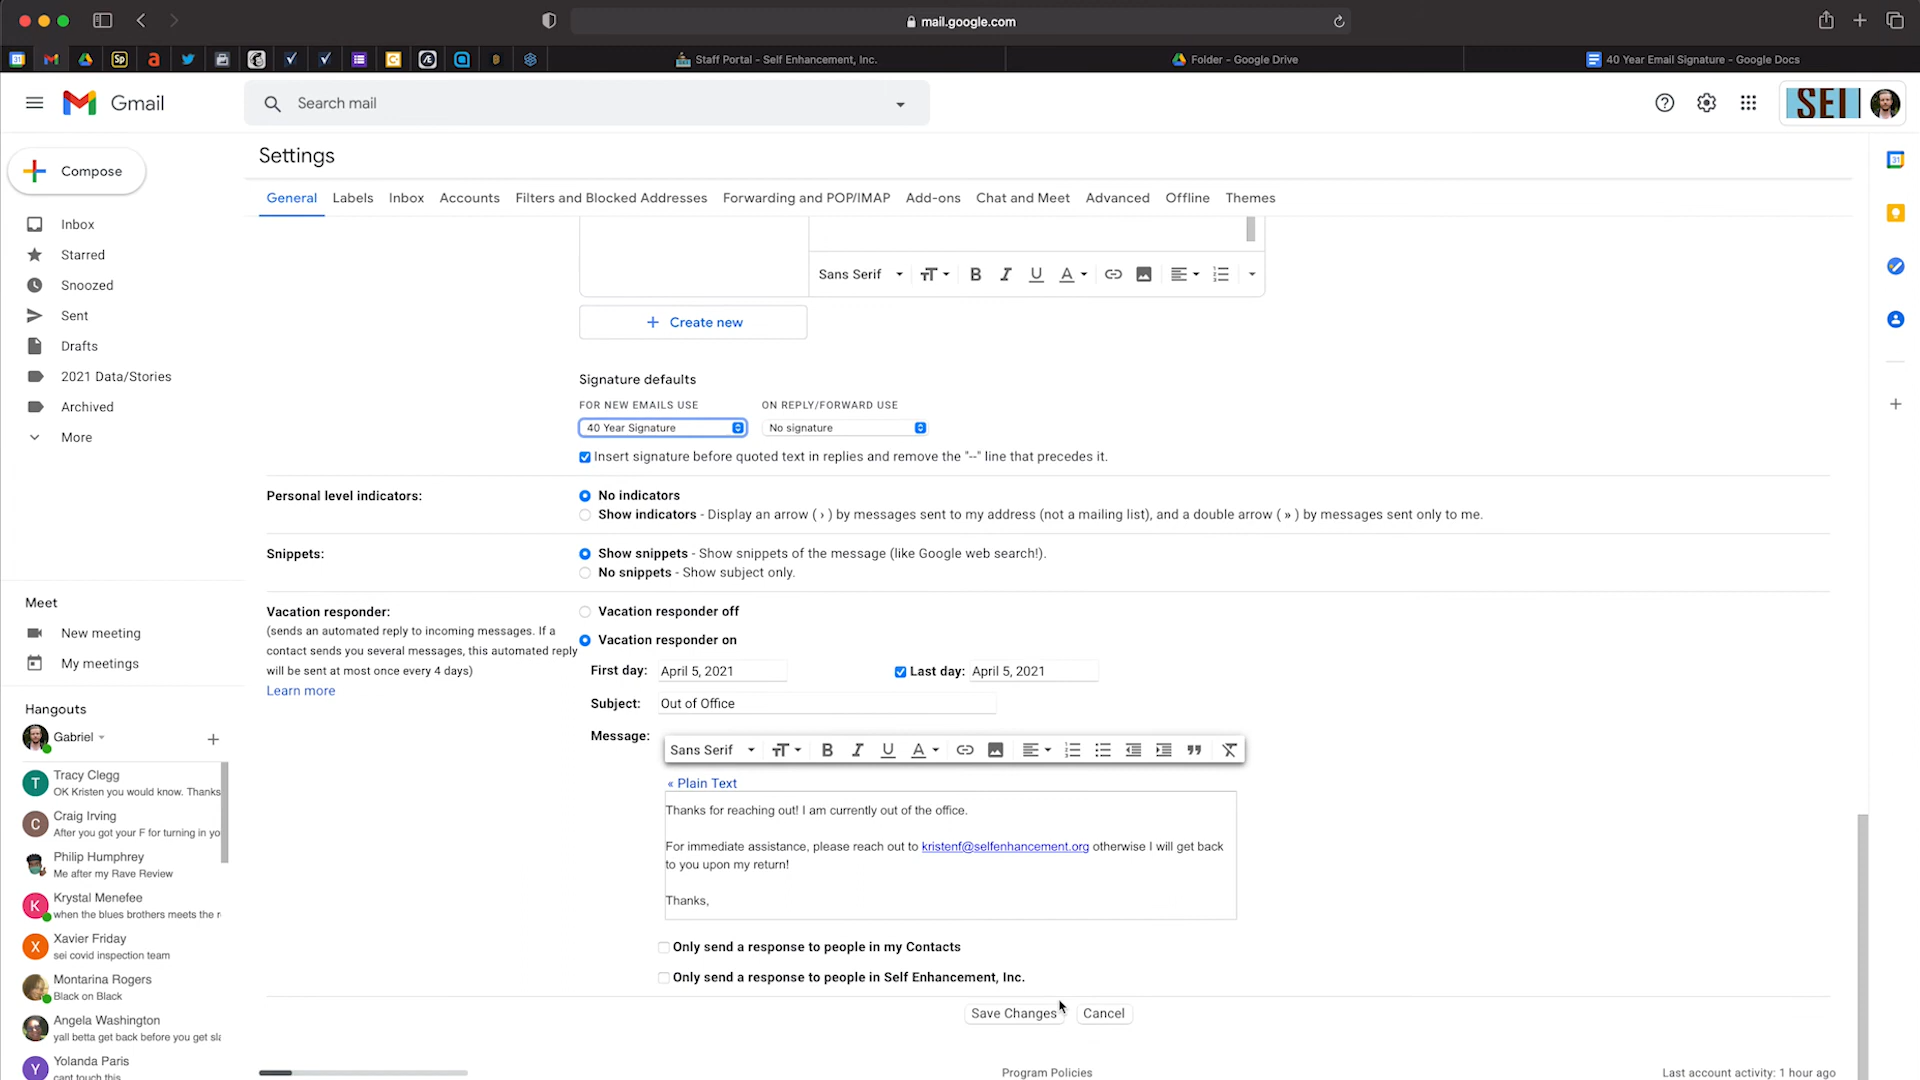 mail.google.com
Staff Portal - Self Enhancement, Inc.
Folder - Google Drive
40 Year Email Signature - Google Docs
Gmail
Search mail
SEI
Compose
Inbox
Starred
Snoozed
Sent
Drafts
2021 Data/Stories
Archived
More
Meet
New meeting
My meetings
Hangouts
Gabriel
Tracy Clegg
OK Kristen you would know. Thanks
Craig Irving
After you got your F for turning in yo
Philip Humphrey
Me after my Rave Review
Krystal Menefee
when the blues brothers meets the r
Xavier Friday
sei covid inspection team
Montarina Rogers
Black on Black
Angela Washington
yall betta get back before you get sla
Yolanda Paris
cant touch this
Settings
General Labels Inbox Accounts Filters and Blocked Addresses Forwarding and POP/IMAP Add-ons Chat and Meet Advanced Offline Themes
Sans Serif
+ Create new
Signature defaults
FOR NEW EMAILS USE ON REPLY/FORWARD USE
40 Year Signature No signature
Insert signature before quoted text in replies and remove the "--" line that precedes it.
Personal level indicators:
No indicators
Show indicators - Display an arrow ( › ) by messages sent to my address (not a mailing list), and a double arrow ( » ) by messages sent only to me.
Snippets:
Show snippets - Show snippets of the message (like Google web search!).
No snippets - Show subject only.
Vacation responder:
(sends an automated reply to incoming messages. If a
contact sends you several messages, this automated reply
will be sent at most once every 4 days)
Learn more
Vacation responder off
Vacation responder on
First day: April 5, 2021 Last day: April 5, 2021
Subject: Out of Office
Message:
Sans Serif
« Plain Text
Thanks for reaching out! I am currently out of the office.
For immediate assistance, please reach out to kristenf@selfenhancement.org otherwise I will get back
to you upon my return!
Thanks,
Only send a response to people in my Contacts
Only send a response to people in Self Enhancement, Inc.
Save Changes Cancel
Program Policies
Last account activity: 1 hour ago